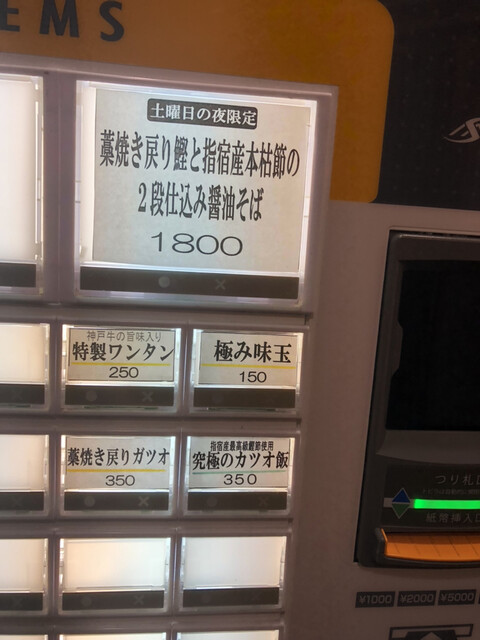 EMS
土曜日の夜限定
藁焼き戻り鰹と指宿産本枯節の
2段仕込み醤油そば
1800
神戸牛の旨味入り
特製ワンタン
250
極み味玉
150
藁焼き戻りガツオ
350
指宿産最高級鰹節使用
究極のカツオ飯
350
つり札口
紙幣挿入口
¥1000 ¥2000 ¥5000